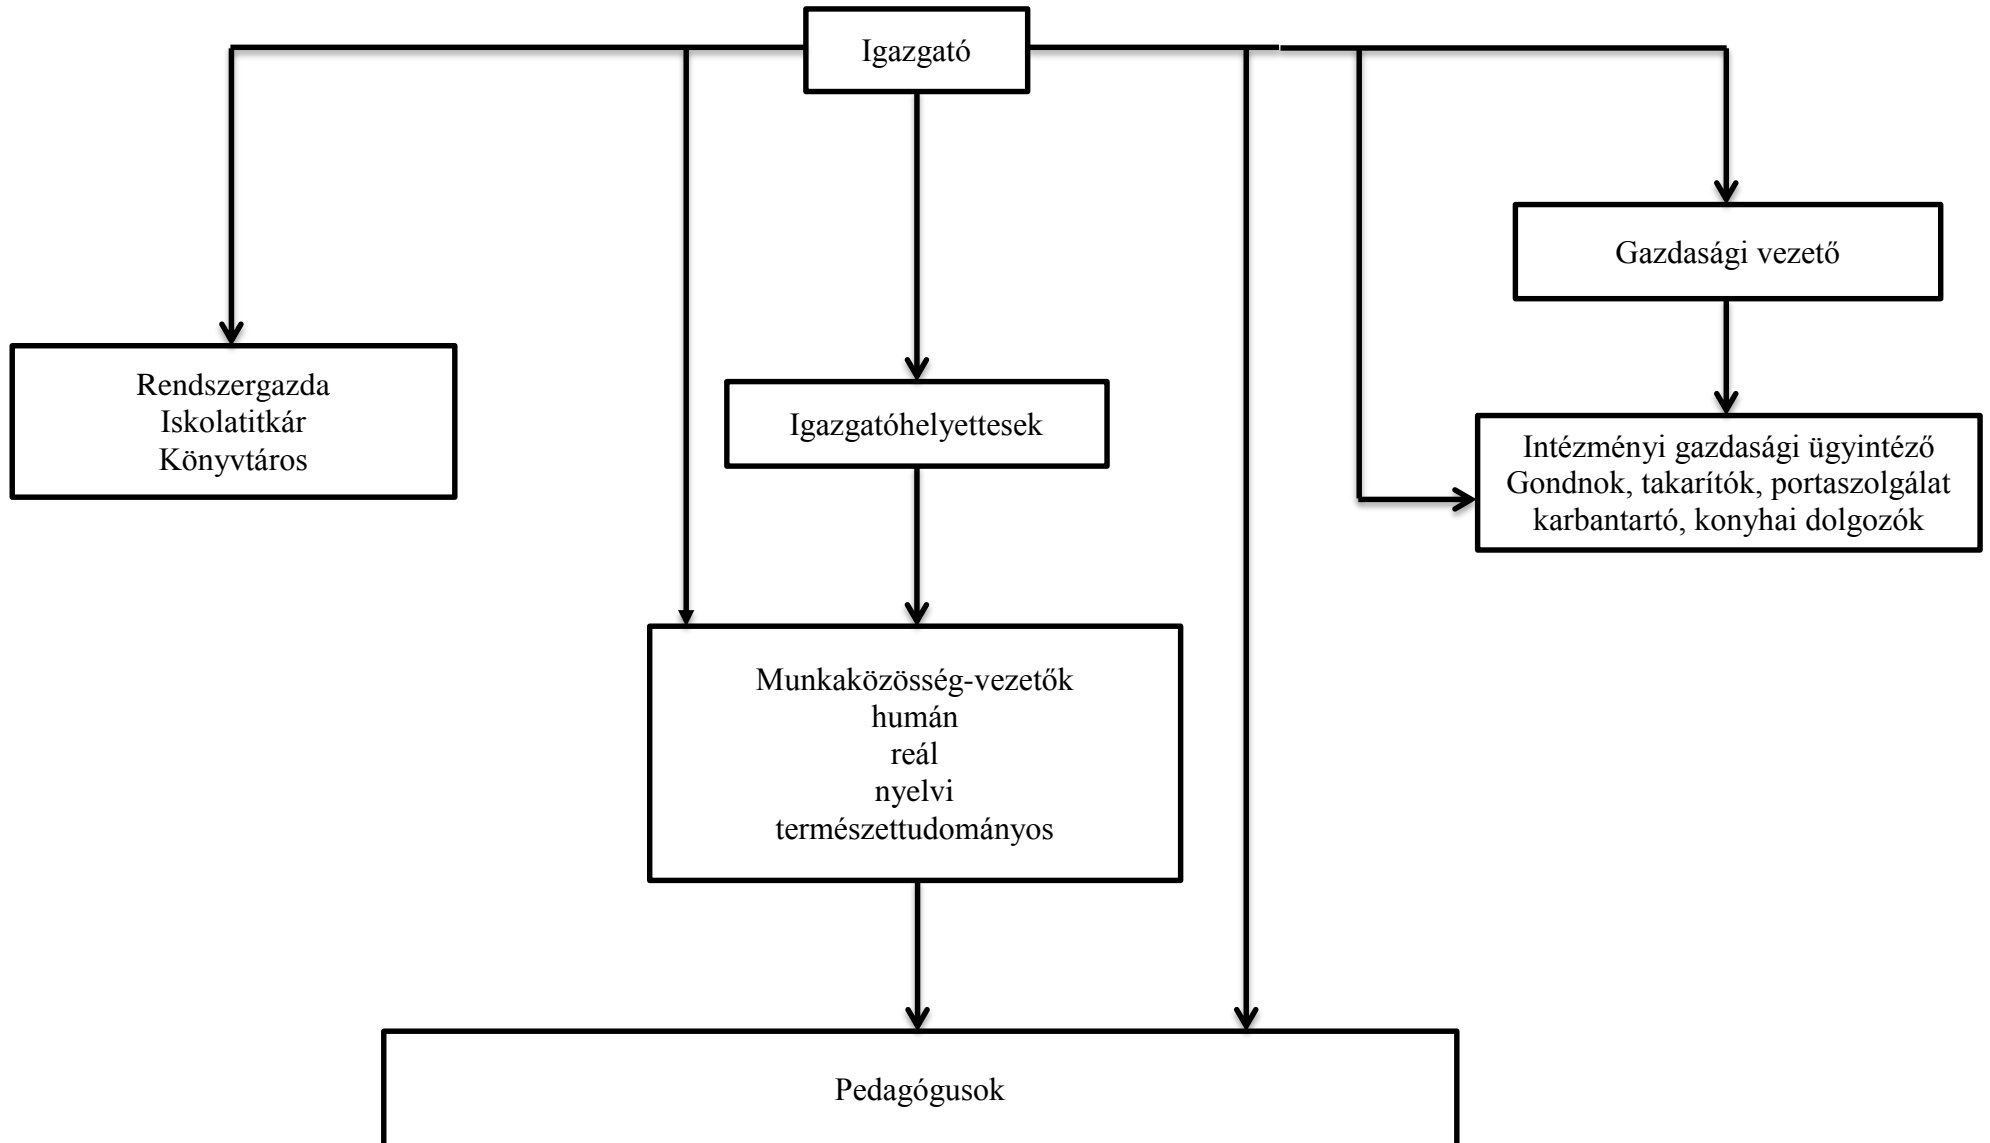 Igazgató
Gazdasági vezető
Rendszergazda
Iskolatitkár
Könyvtáros
Igazgatóhelyettesek
Intézményi gazdasági ügyintéző
Gondnok, takarítók, portaszolgálat
karbantartó, konyhai dolgozók
Munkaközösség-vezetők
humán
reál
nyelvi
természettudományos
Pedagógusok